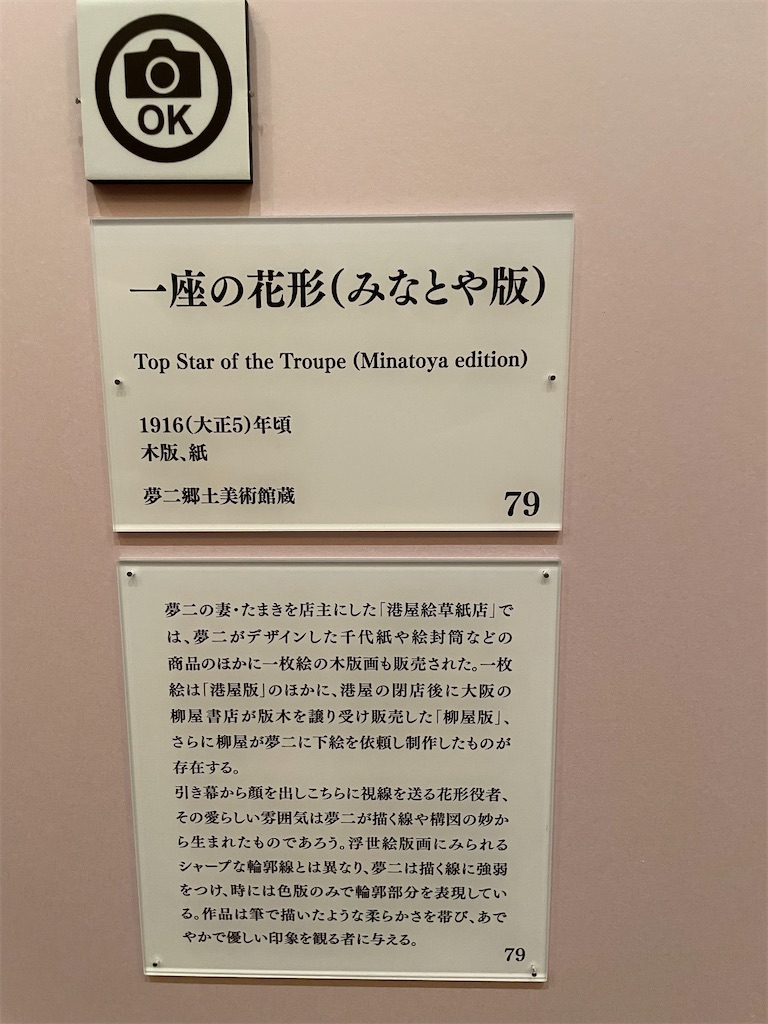 OK
一座の花形(みなとや版)
Top Star of the Troupe (Minatoya edition)
1916(大正5)年頃
木版、紙
夢二郷土美術館蔵
79
夢二の妻・たまきを店主にした「港屋絵草紙店」で
は、夢二がデザインした千代紙や絵封筒などの
商品のほかに一枚絵の木版画も販売された。一枚
絵は「港屋版」のほかに、港屋の閉店後に大阪の
柳屋書店が版木を譲り受け販売した「柳屋版」、
さらに柳屋が夢二に下絵を依頼し制作したものが
存在する。
引き幕から顔を出しこちらに視線を送る花形役者、
その愛らしい雰囲気は夢二が描く線や構図の妙か
ら生まれたものであろう。浮世絵版画にみられる
シャープな輪郭線とは異なり、夢二は描く線に強弱
をつけ、時には色版のみで輪郭部分を表現してい
る。作品は筆で描いたような柔らかさを帯び、あで
やかで優しい印象を観る者に与える。
79